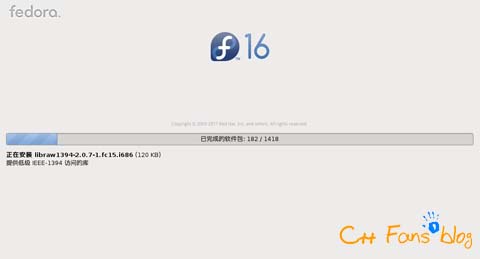 fedora.
16
Copyright © 2003-2011 Red Hat, Inc. and others. All rights reserved.
已完成的软件包: 182 / 1418
正在安装 libraw1394-2.0.7-1.fc15.i686 (120 KB)
提供低级 IEEE-1394 访问的库
C++ Fans blog